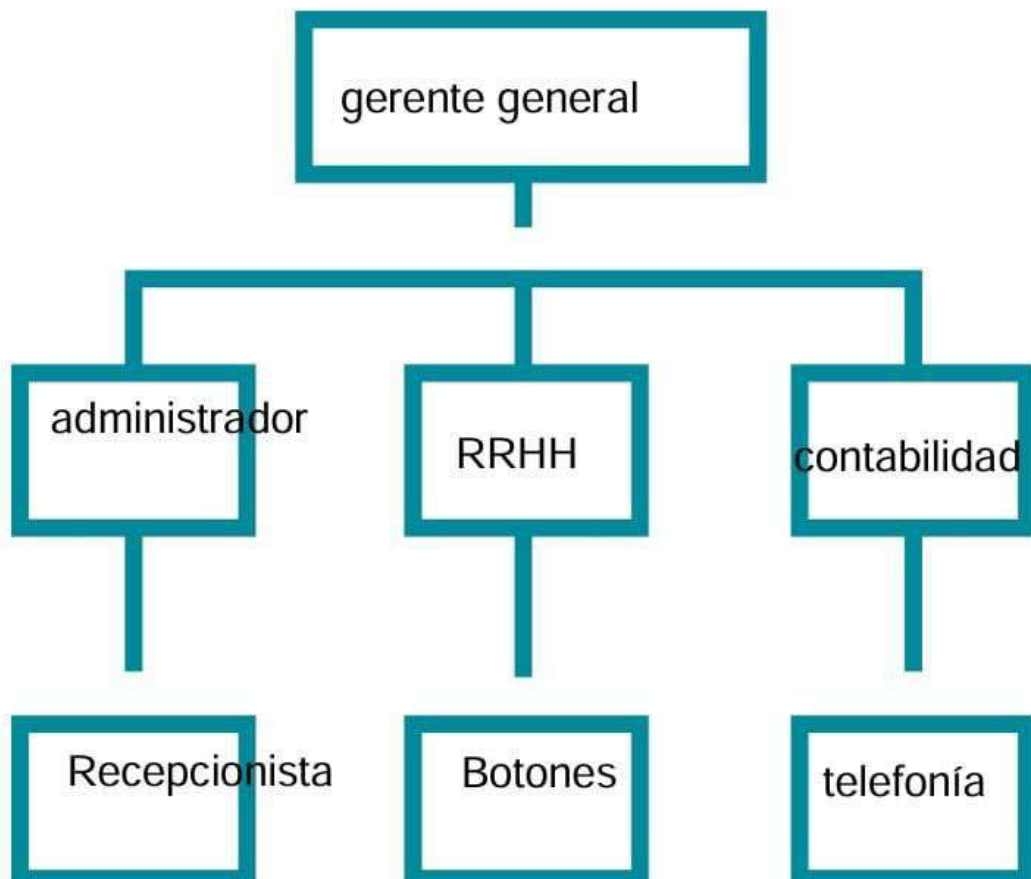 gerente general
administrador
RRHH
contabilidad
Recepcionista
Botones
telefonía